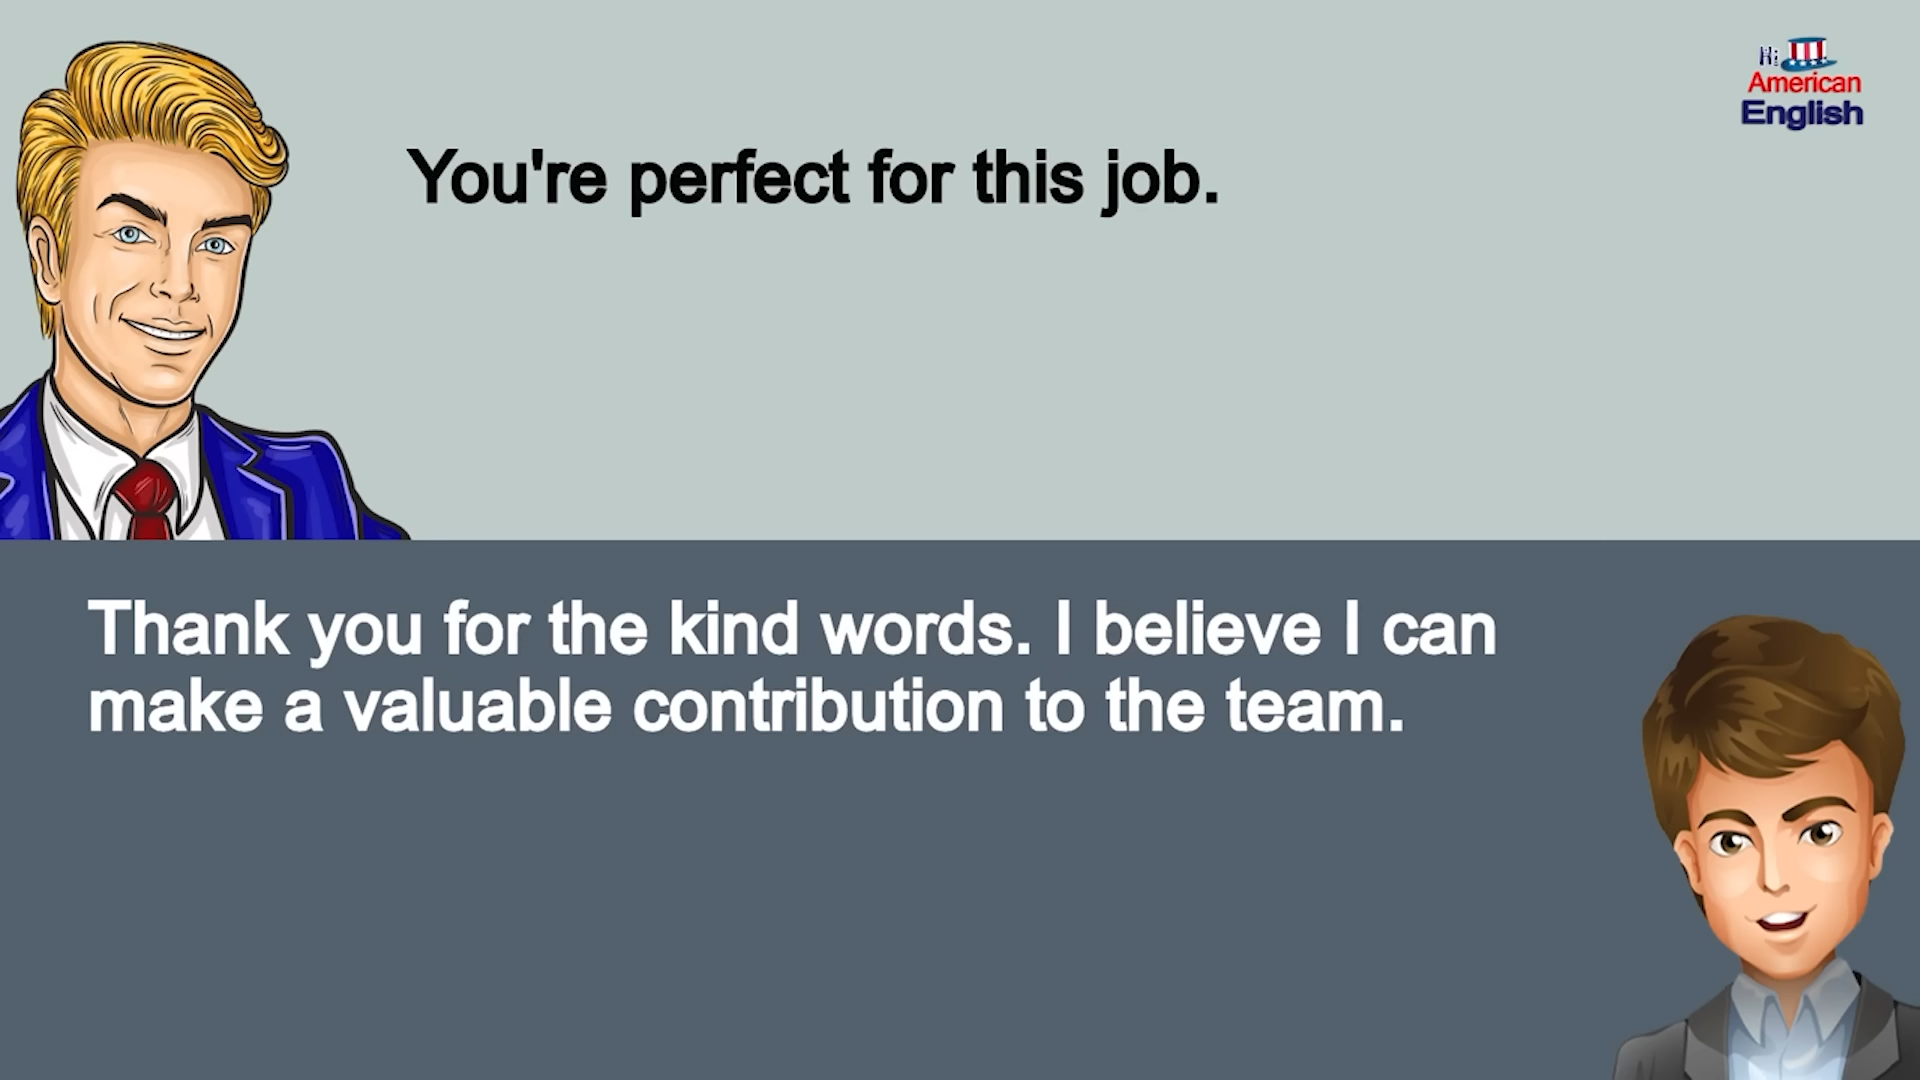 Hi
American
English
You're perfect for this job.
Thank you for the kind words. I believe I can
make a valuable contribution to the team.